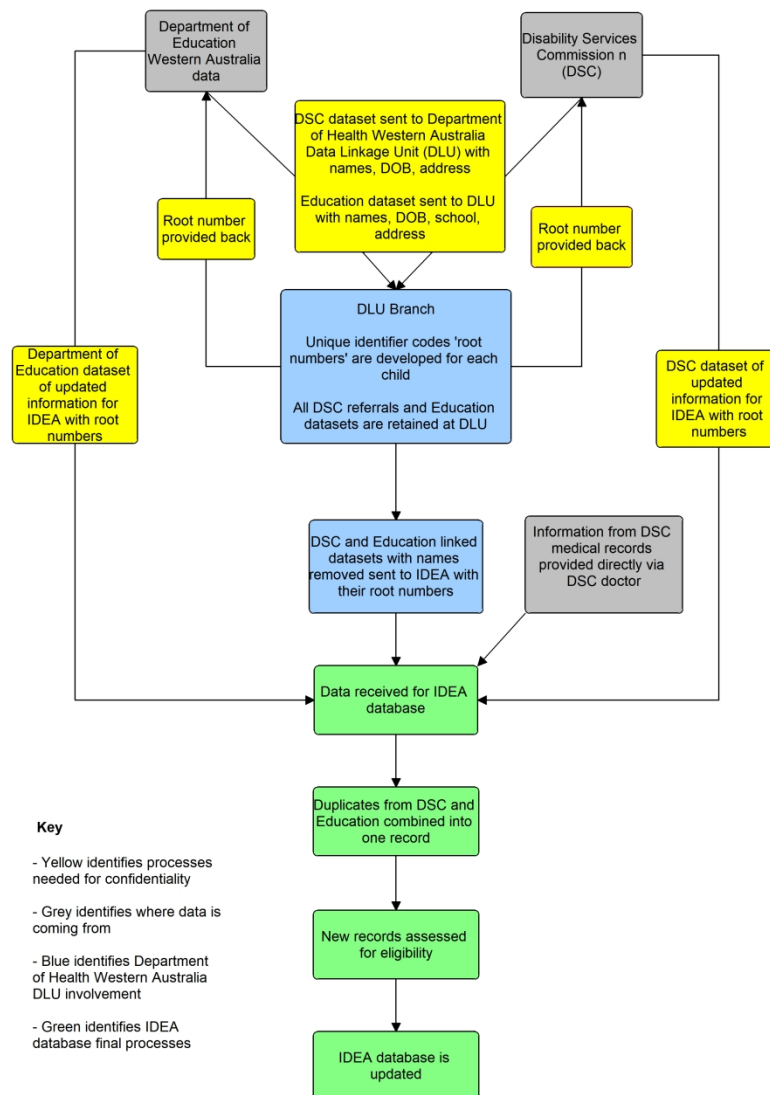 Department of
Education
Western Australia
data
Disability Services
Commission n
(DSC)
DSC dataset sent to Department
of Health Western Australia
Data Linkage Unit (DLU) with
names, DOB, address
Education dataset sent to DLU
with names, DOB, school,
address
Root number
provided back
Root number
provided back
DLU Branch
Unique identifier codes 'root
numbers' are developed for each
child
All DSC referrals and Education
datasets are retained at DLU
Department of
Education dataset
of updated
information for
IDEA with root
numbers
DSC dataset of
updated
information for
IDEA with root
numbers
DSC and Education linked
datasets with names
removed sent to IDEA with
their root numbers
Information from DSC
medical records
provided directly via
DSC doctor
Data received for IDEA
database
Duplicates from DSC and
Education combined into
one record
New records assessed
for eligibility
IDEA database is
updated
Key
- Yellow identifies processes
needed for confidentiality
- Grey identifies where data is
coming from
- Blue identifies Department
of Health Western Australia
DLU involvement
- Green identifies IDEA
database final processes